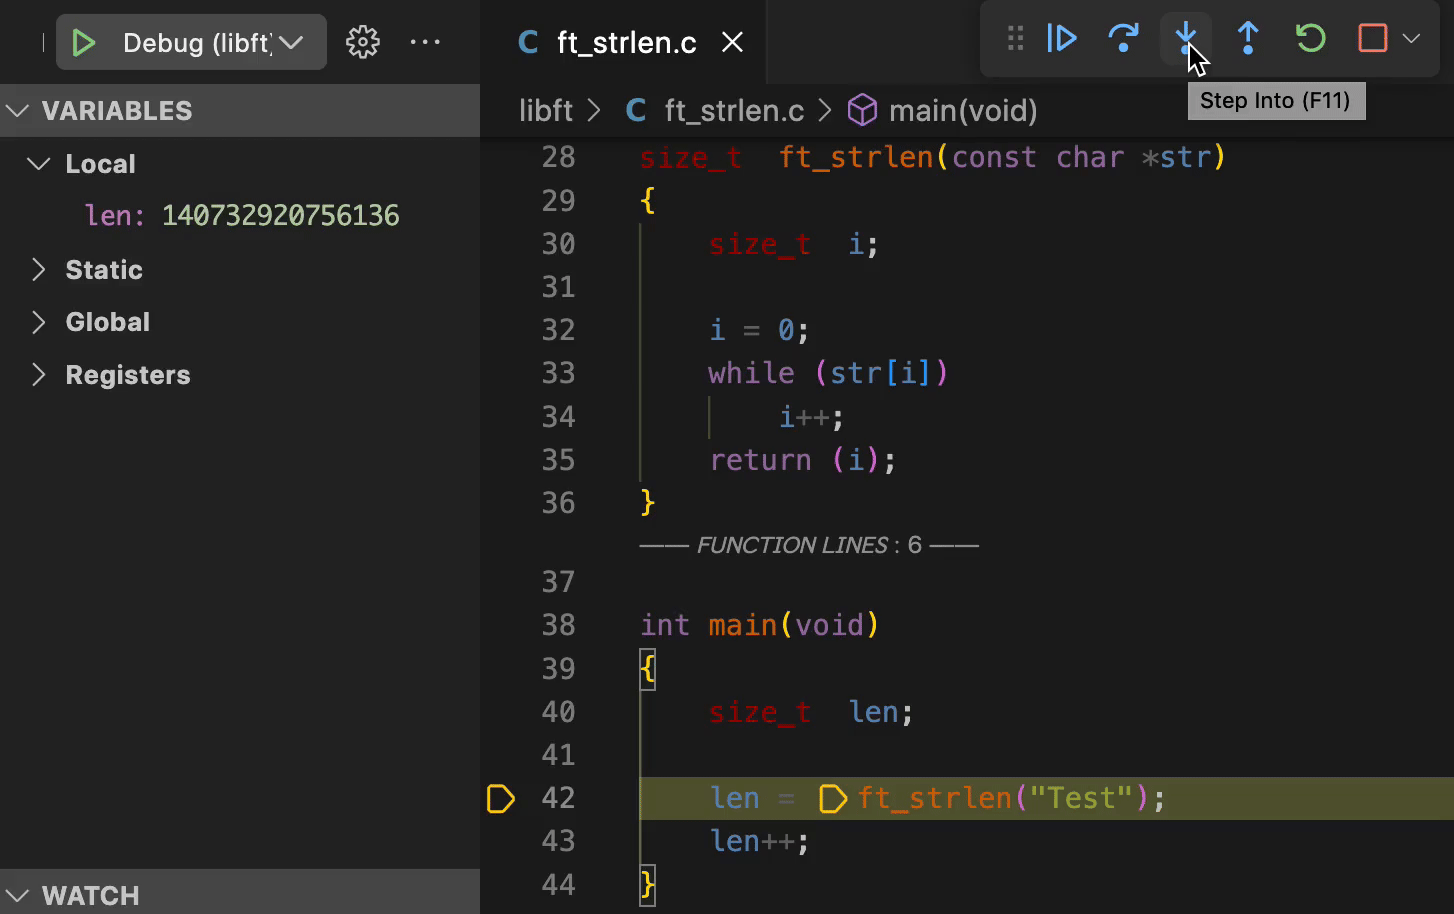 Debug (libft)
VARIABLES
Local
len: 140732920756136
Static
Global
Registers
WATCH
C ft_strlen.c
Step Into (F11)
libft > C ft_strlen.c > main(void)
28 size_t ft_strlen(const char *str)
29 {
30 size_t i;
31
32 i = 0;
33 while (str[i])
34 i++;
35 return (i);
36 }
—— FUNCTION LINES : 6 ——
37
38 int main(void)
39 {
40 size_t len;
41
42 len = ft_strlen("Test");
43 len++;
44 }